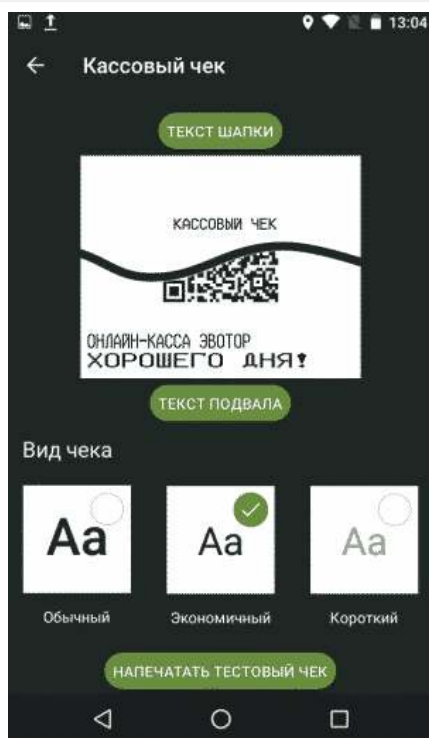 13:04
Кассовый чек
ТЕКСТ ШАПКИ
КАССОВЫЙ ЧЕК
ОНЛАЙН-КАССА ЭВОТОР
ХОРОШЕГО ДНЯ!
ТЕКСТ ПОДВАЛА
Вид чека
Aa Aa Aa
Обычный Экономичный Короткий
НАПЕЧАТАТЬ ТЕСТОВЫЙ ЧЕК